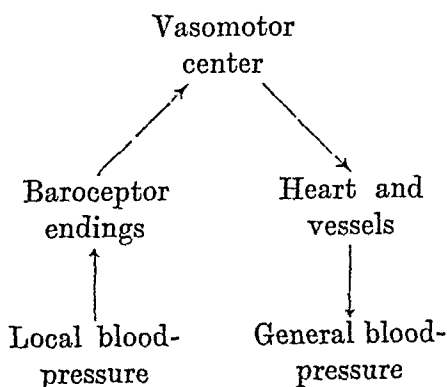 Vasomotor
center
Baroceptor
endings
Heart and
vessels
Local blood-
pressure
General blood-
pressure